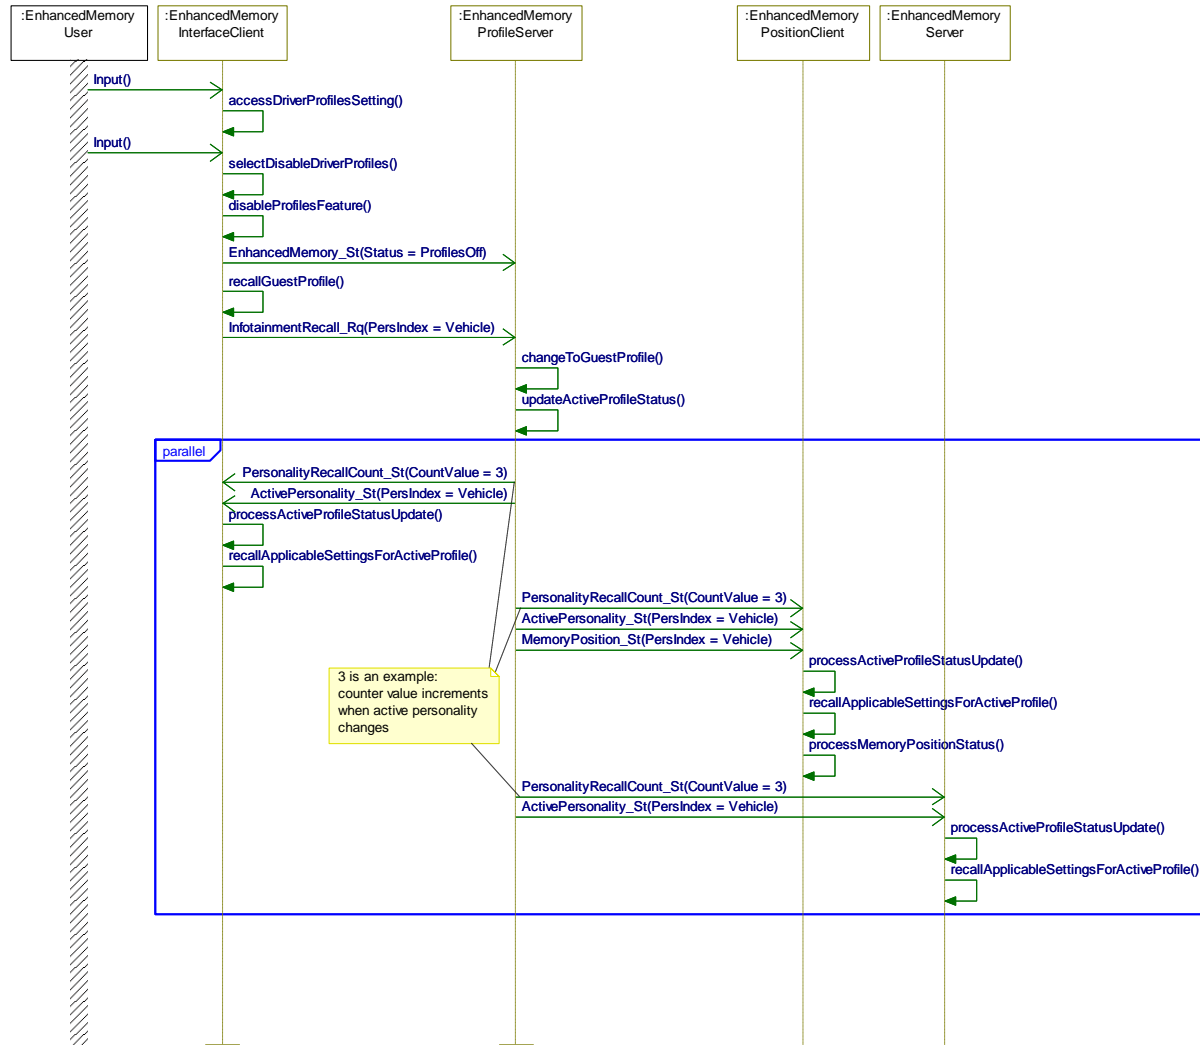 :EnhancedMemory
User
:EnhancedMemory
InterfaceClient
:EnhancedMemory
ProfileServer
:EnhancedMemory
PositionClient
:EnhancedMemory
Server
Input()
accessDriverProfilesSetting()
Input()
selectDisableDriverProfiles()
disableProfilesFeature()
EnhancedMemory_St(Status = ProfilesOff)
recallGuestProfile()
InfotainmentRecall_Rq(PersIndex = Vehicle)
changeToGuestProfile()
updateActiveProfileStatus()
parallel
PersonalityRecallCount_St(CountValue = 3)
ActivePersonality_St(PersIndex = Vehicle)
processActiveProfileStatusUpdate()
recallApplicableSettingsForActiveProfile()
PersonalityRecallCount_St(CountValue = 3)
ActivePersonality_St(PersIndex = Vehicle)
MemoryPosition_St(PersIndex = Vehicle)
processActiveProfileStatusUpdate()
3 is an example:
counter value increments
when active personality
changes
recallApplicableSettingsForActiveProfile()
processMemoryPositionStatus()
PersonalityRecallCount_St(CountValue = 3)
ActivePersonality_St(PersIndex = Vehicle)
processActiveProfileStatusUpdate()
recallApplicableSettingsForActiveProfile()